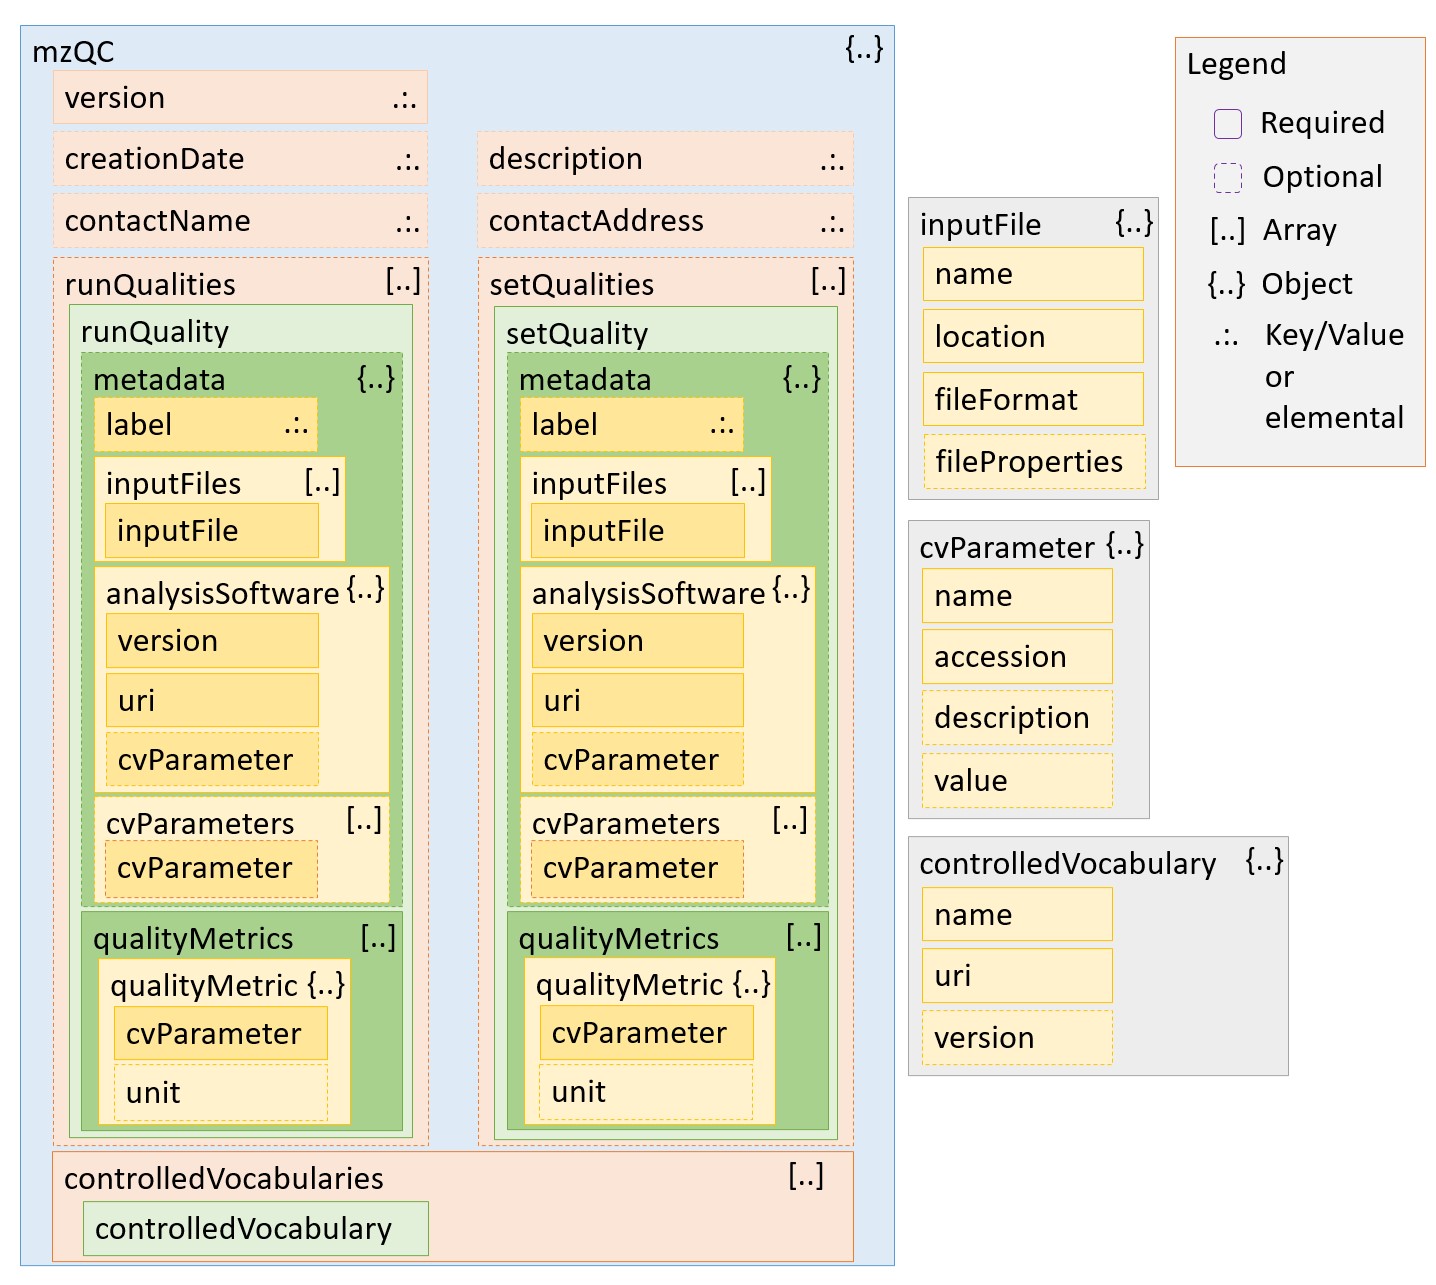 mzQC {..}
version .:.
creationDate .:.
description .:.
contactName .:.
contactAddress .:.
runQualities [..]
runQuality
metadata {..}
label .:.
inputFiles [..]
inputFile
analysisSoftware {..}
version
uri
cvParameter
cvParameters [..]
cvParameter
qualityMetrics [..]
qualityMetric {..}
cvParameter
unit
setQualities [..]
setQuality
metadata {..}
label .:.
inputFiles [..]
inputFile
analysisSoftware {..}
version
uri
cvParameter
cvParameters [..]
cvParameter
qualityMetrics [..]
qualityMetric {..}
cvParameter
unit
controlledVocabularies [..]
controlledVocabulary
inputFile {..}
name
location
fileFormat
fileProperties
cvParameter {..}
name
accession
description
value
controlledVocabulary {..}
name
uri
version
Legend
Required
Optional
[..] Array
{..} Object
.:. Key/Value
or
elemental